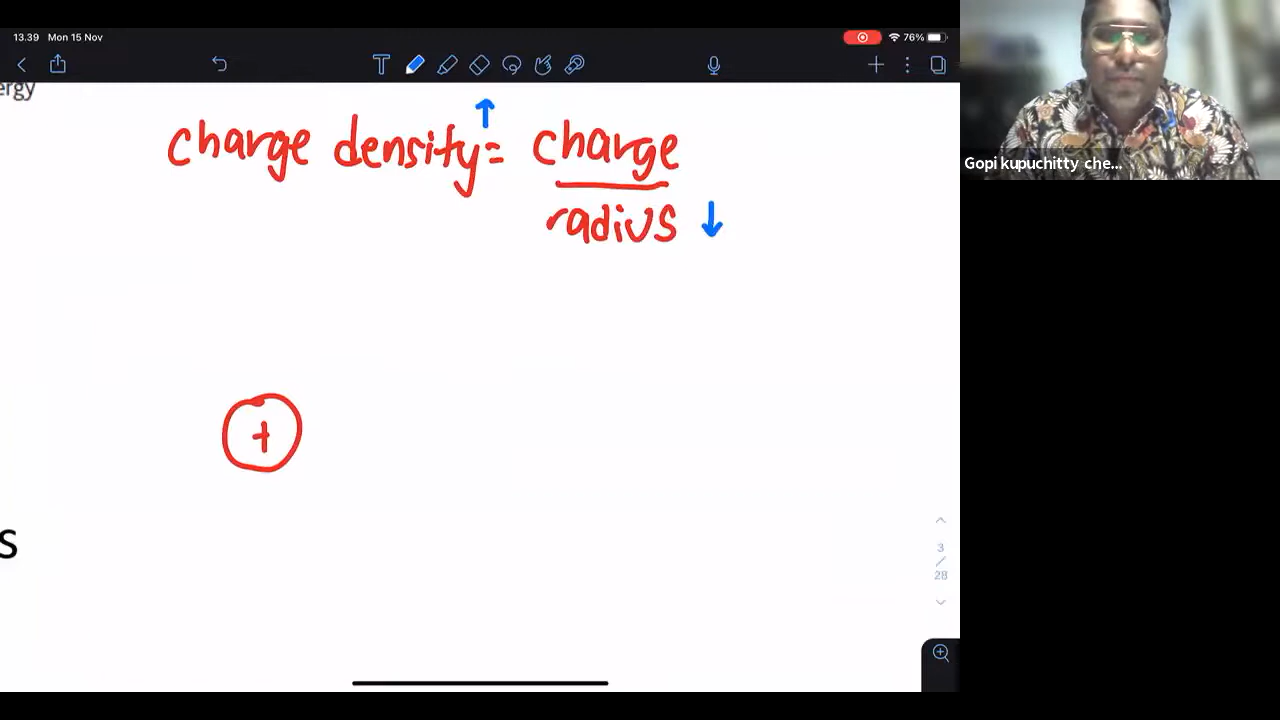 13.39 Mon 15 Nov
76%
ergy
charge density = charge
radius
+
s
3
/
28
Gopi kupuchitty che...